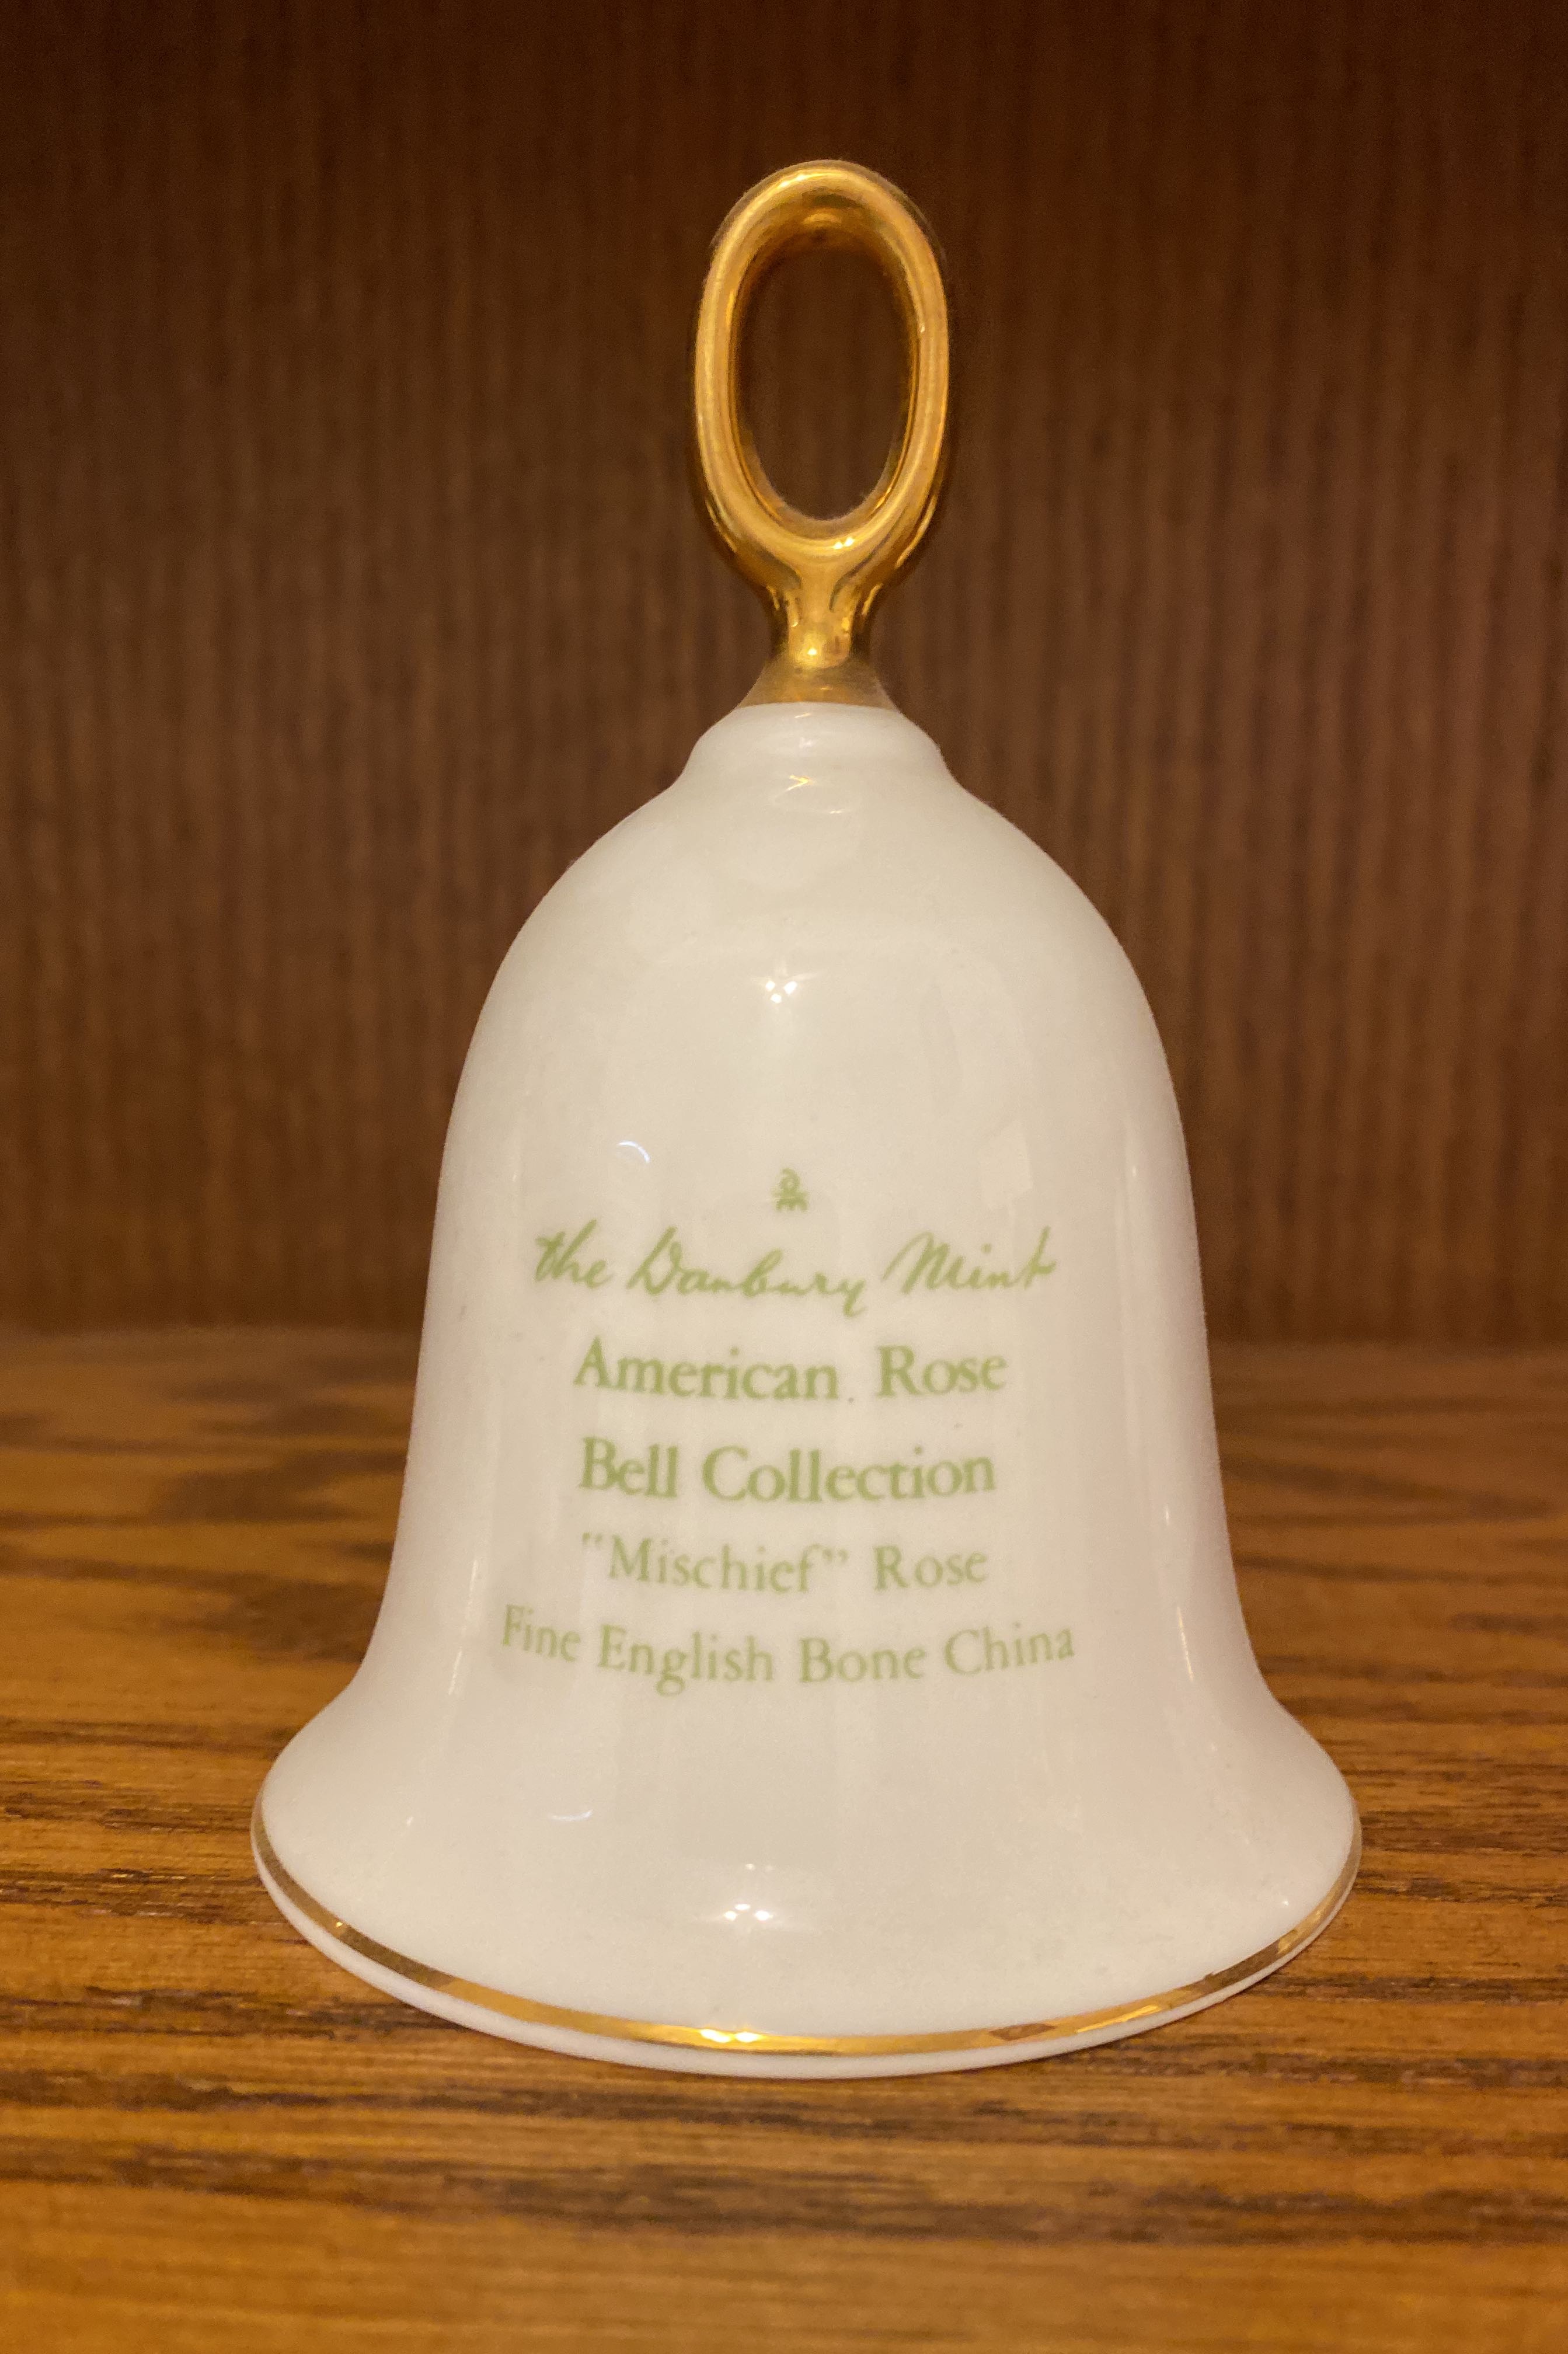 the Danbury Mint
American Rose
Bell Collection
"Mischief" Rose
Fine English Bone China